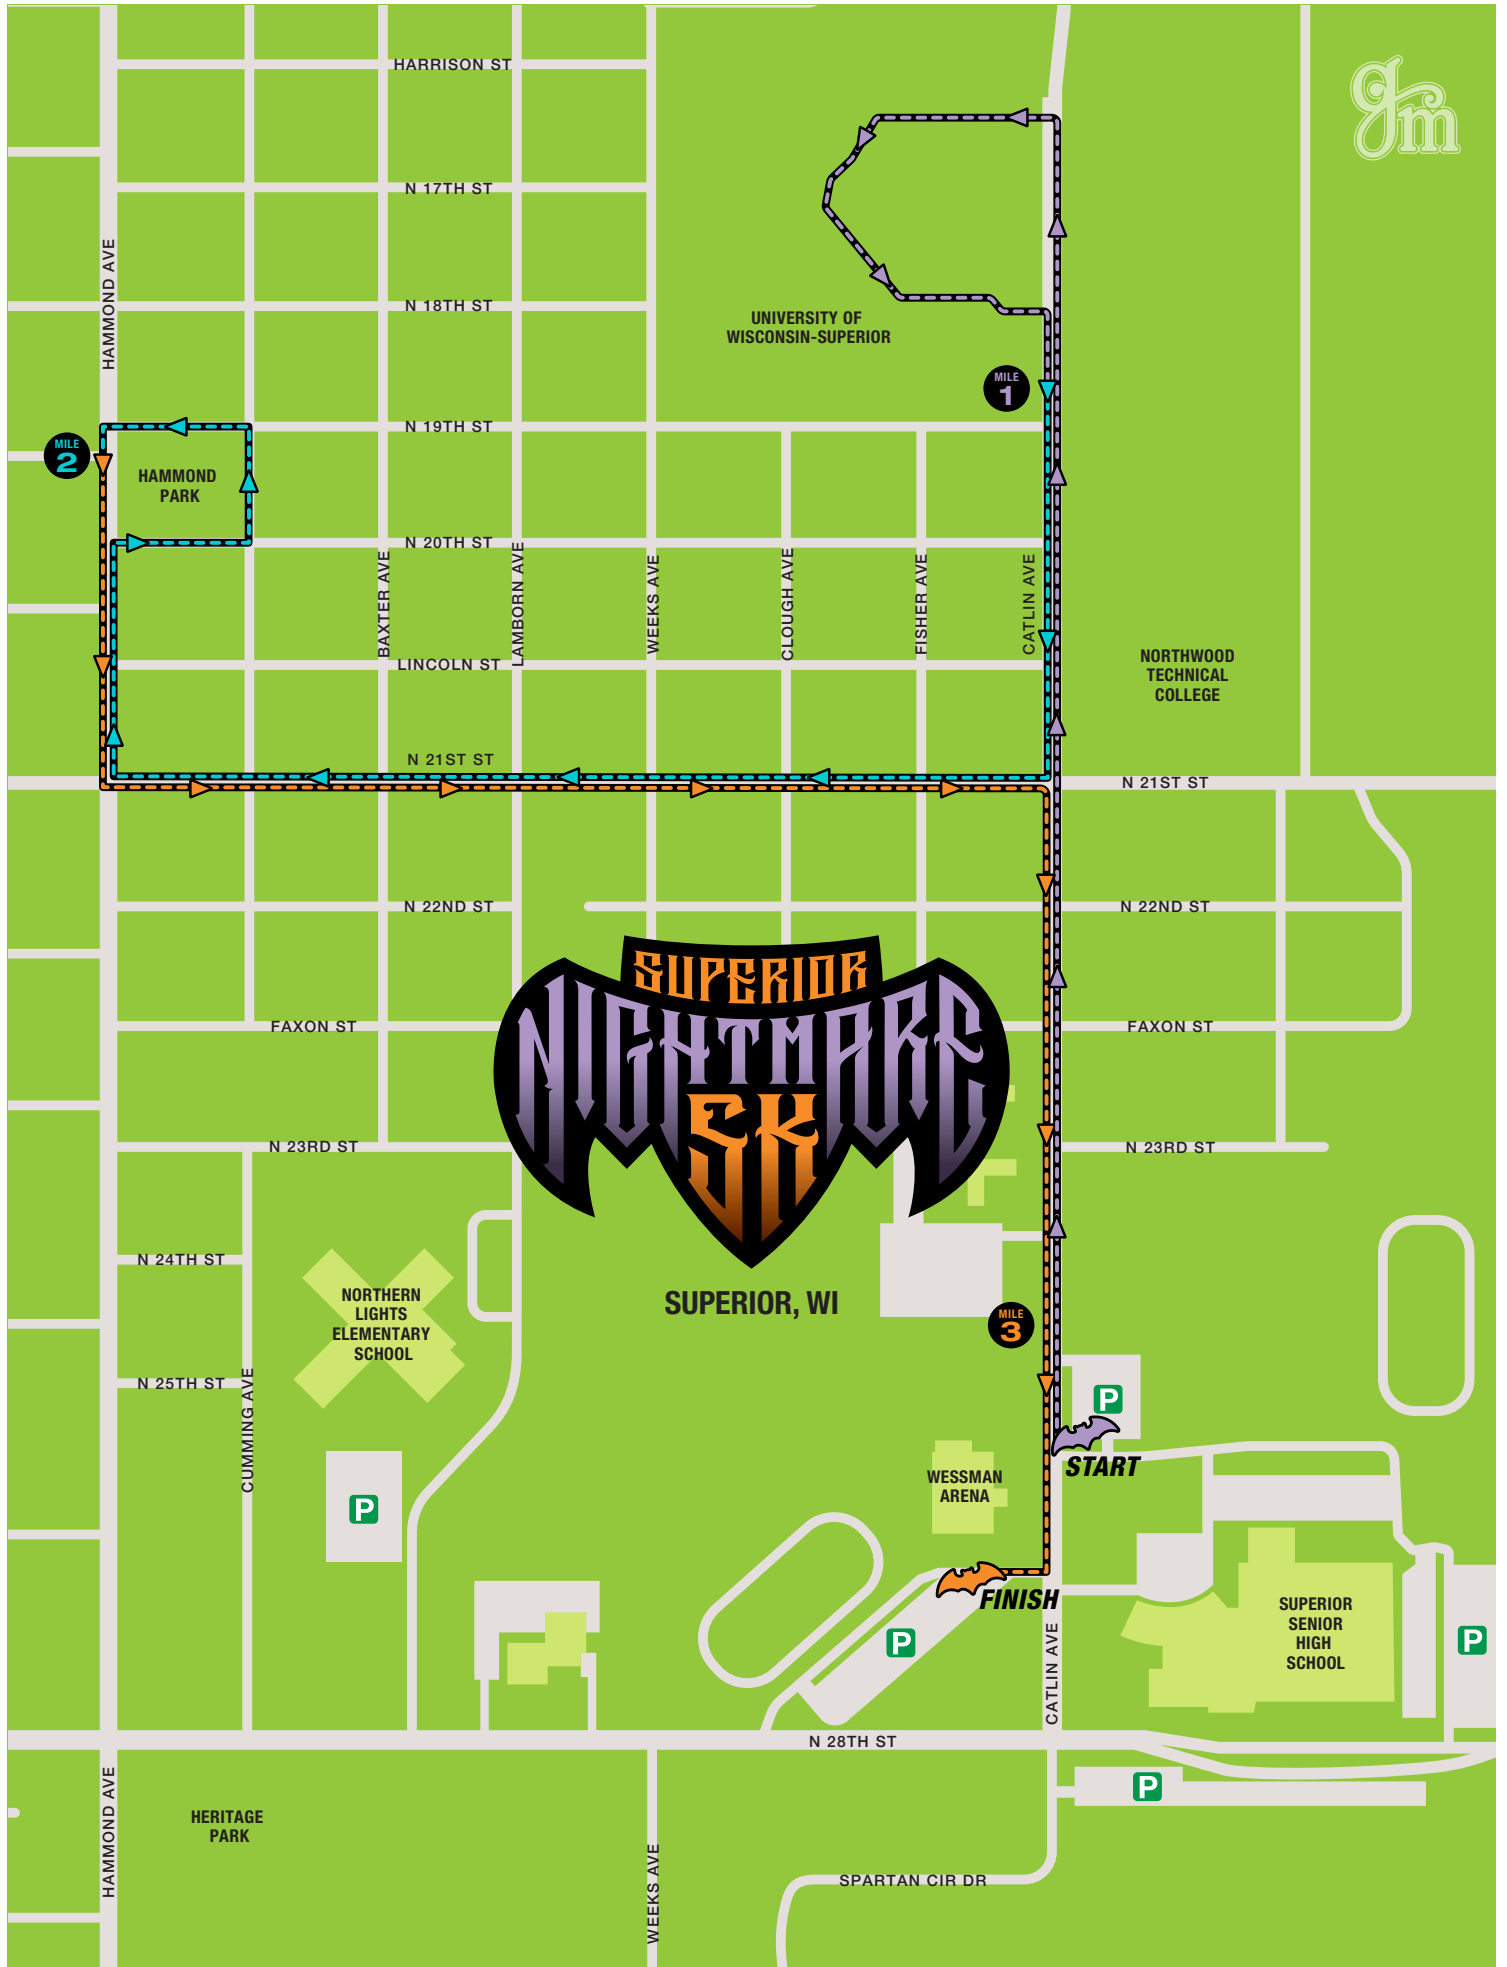 HARRISON ST
gm
N 17TH ST
HAMMOND AVE
N 18TH ST
UNIVERSITY OF
WISCONSIN-SUPERIOR
MILE
1
N 19TH ST
MILE
2
HAMMOND
PARK
N 20TH ST
BAXTER AVE
LAMBORN AVE
WEEKS AVE
CLOUGH AVE
FISHER AVE
CATLIN AVE
LINCOLN ST
NORTHWOOD
TECHNICAL
COLLEGE
N 21ST ST
N 21ST ST
N 22ND ST
N 22ND ST
SUPERIOR
NIGHTMARE
5K
SUPERIOR, WI
FAXON ST
FAXON ST
N 23RD ST
N 23RD ST
N 24TH ST
NORTHERN
LIGHTS
ELEMENTARY
SCHOOL
MILE
3
N 25TH ST
CUMMING AVE
P
START
WESSMAN
ARENA
P
FINISH
P
SUPERIOR
SENIOR
HIGH
SCHOOL
P
CATLIN AVE
N 28TH ST
P
HAMMOND AVE
HERITAGE
PARK
WEEKS AVE
SPARTAN CIR DR